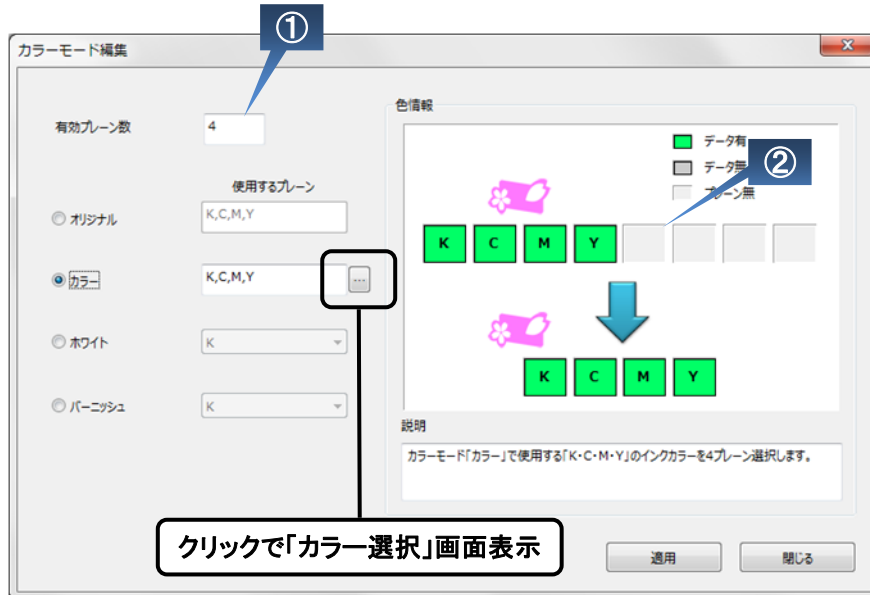 ①
カラーモード編集
有効プレーン数
4
使用するプレーン
オリジナル
K,C,M,Y
カラー
K,C,M,Y
...
ホワイト
K
バーニッシュ
K
クリックで「カラー選択」画面表示
色情報
データ有
データ無
プレーン無
②
K C M Y
K C M Y
説明
カラーモード「カラー」で使用する「K・C・M・Y」のインクカラーを4プレーン選択します。
適用
閉じる